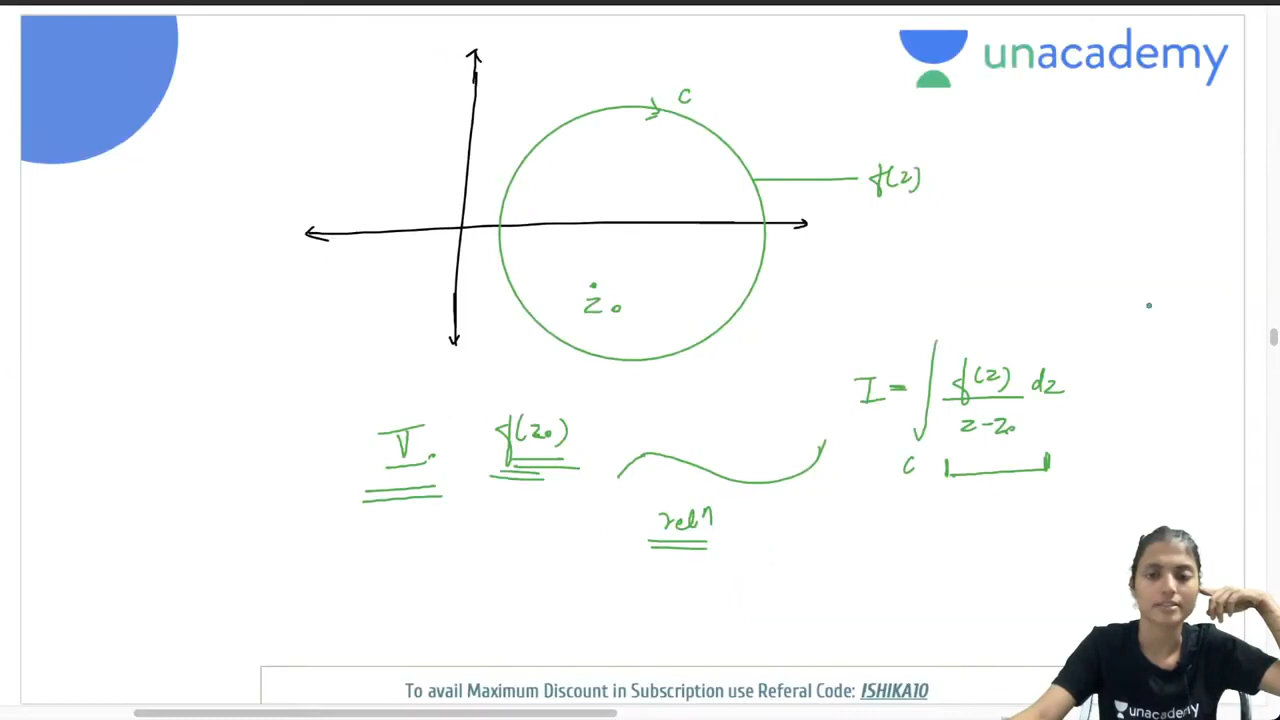 unacademy
C
f(z)
z₀
I = ∫ f(z)/z-z₀ dz
C
I.
f(z₀)
relⁿ
unacademy
To avail Maximum Discount in Subscription use Referal Code: ISHIKA10